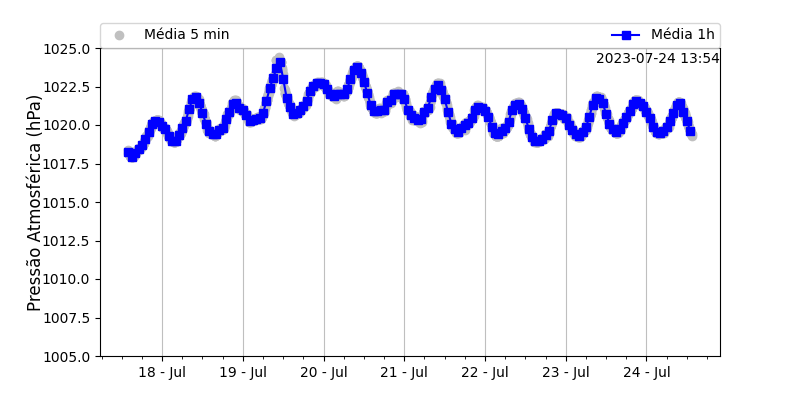 Média 5 min
Média 1h
2023-07-24 13:54
Pressão Atmosférica (hPa)
1025.0
1022.5
1020.0
1017.5
1015.0
1012.5
1010.0
1007.5
1005.0
18 - Jul
19 - Jul
20 - Jul
21 - Jul
22 - Jul
23 - Jul
24 - Jul